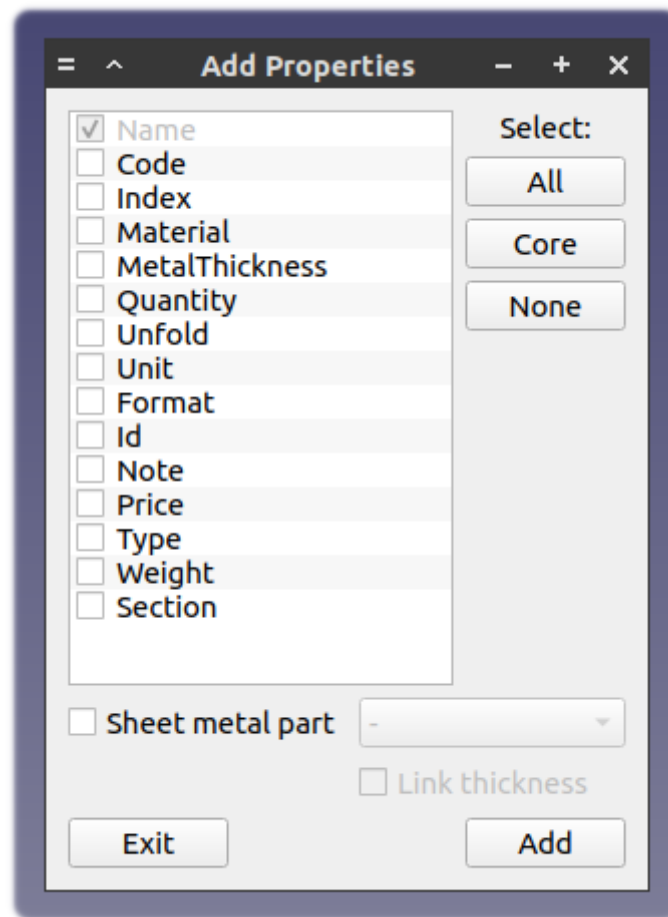 Add Properties
Name
Code
Index
Material
MetalThickness
Quantity
Unfold
Unit
Format
Id
Note
Price
Type
Weight
Section
Select:
All
Core
None
Sheet metal part -
Link thickness
Exit Add